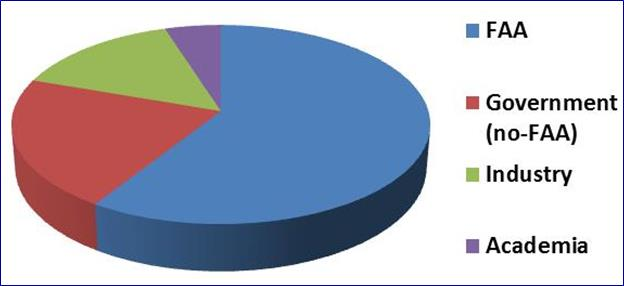 FAA
Government
(no-FAA)
Industry
Academia